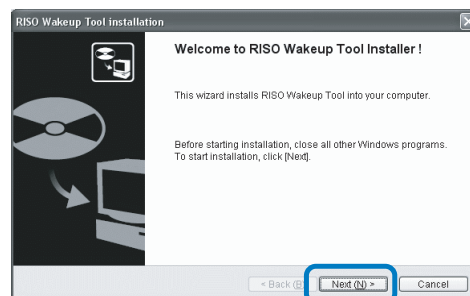 RISO Wakeup Tool installation
Welcome to RISO Wakeup Tool Installer !
This wizard installs RISO Wakeup Tool into your computer.
Before starting installation, close all other Windows programs.
To start installation, click [Next].
< Back (B) Next (N) > Cancel